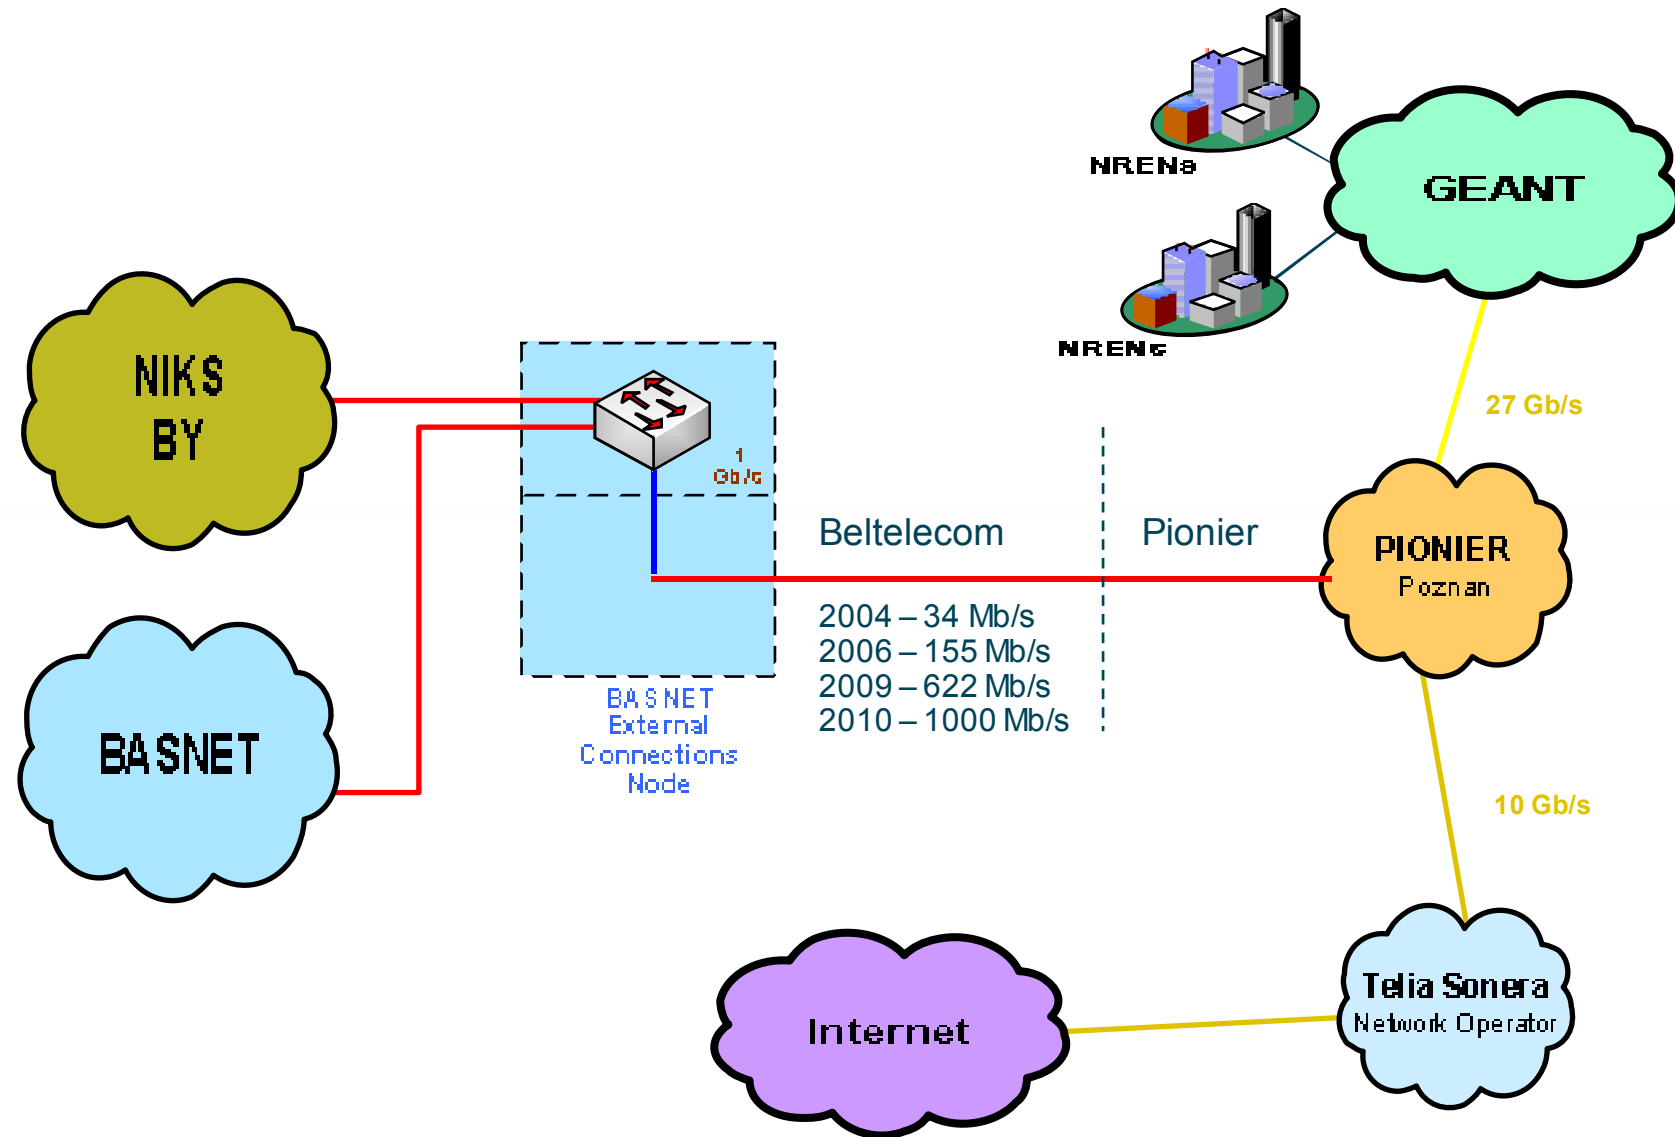 NRENs
GEANT
NRENs
NIKS
BY
27 Gb/s
1
Gb/s
Beltelecom
Pionier
PIONIER
Poznan
2004 – 34 Mb/s
2006 – 155 Mb/s
2009 – 622 Mb/s
2010 – 1000 Mb/s
BASNET
External
Connections
Node
BASNET
10 Gb/s
Telia Sonera
Network Operator
Internet